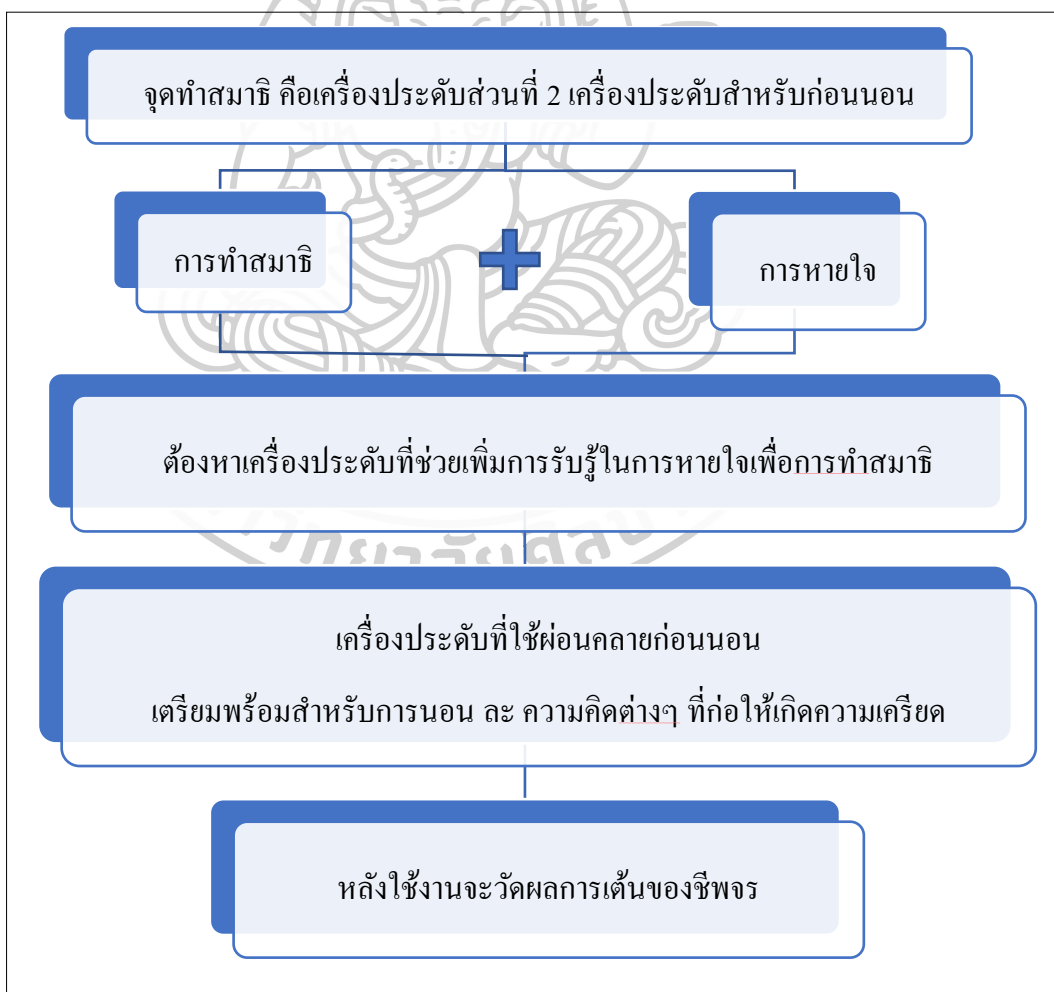 จุดทำสมาธิ คือเครื่องประดับส่วนที่ 2 เครื่องประดับสำหรับก่อนนอน
การทำสมาธิ
การหายใจ
ต้องหาเครื่องประดับที่ช่วยเพิ่มการรับรู้ในการหายใจเพื่อการทำสมาธิ
เครื่องประดับที่ใช้ผ่อนคลายก่อนนอน
เตรียมพร้อมสำหรับการนอน ละ ความคิดต่างๆ ที่ก่อให้เกิดความเครียด
หลังใช้งานจะวัดผลการเต้นของชีพจร